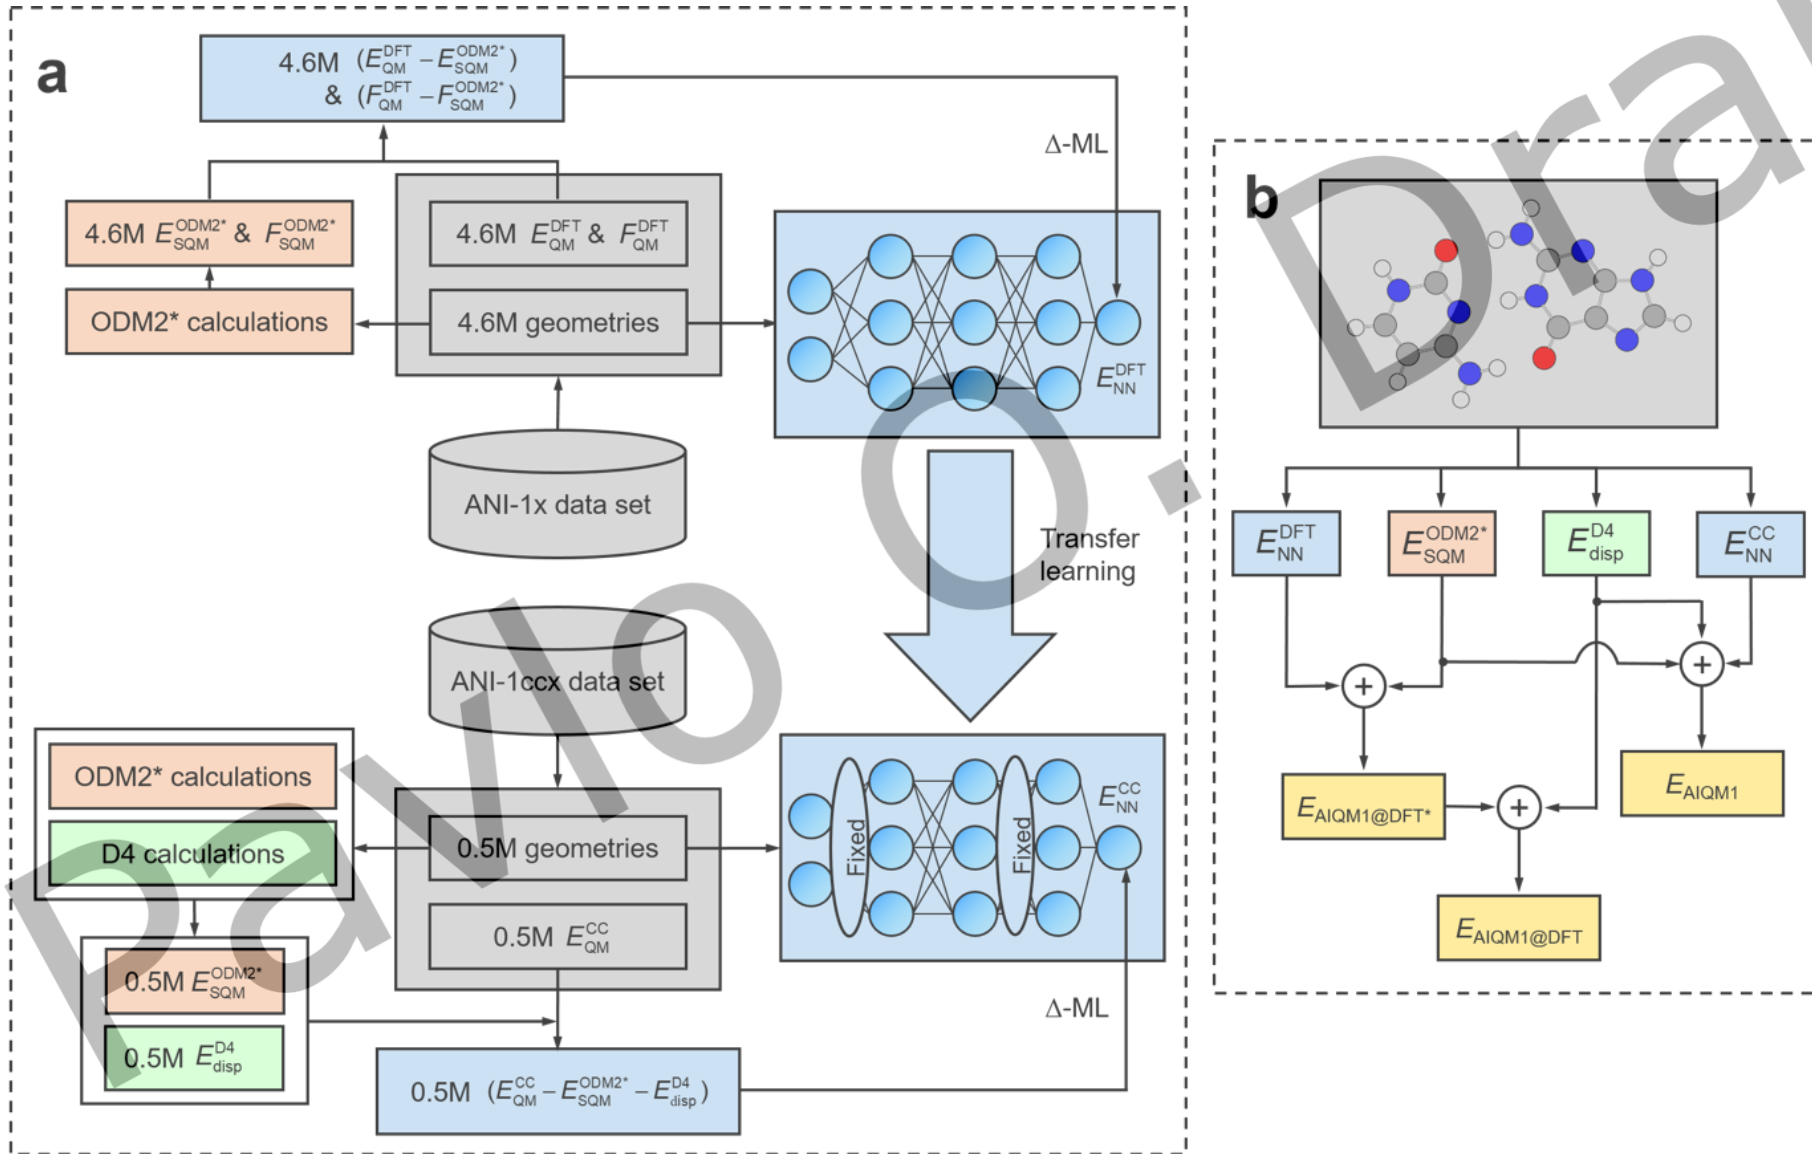 a
4.6M (E_QM^DFT − E_SQM^ODM2*)
& (F_QM^DFT − F_SQM^ODM2*)
Δ-ML
4.6M E_SQM^ODM2* & F_SQM^ODM2*
4.6M E_QM^DFT & F_QM^DFT
ODM2* calculations
4.6M geometries
E_NN^DFT
ANI-1x data set
Transfer
learning
ANI-1ccx data set
ODM2* calculations
D4 calculations
0.5M geometries
0.5M E_QM^CC
Fixed
Fixed
E_NN^CC
0.5M E_SQM^ODM2*
0.5M E_disp^D4
Δ-ML
0.5M (E_QM^CC − E_SQM^ODM2* − E_disp^D4)
b
E_NN^DFT
E_SQM^ODM2*
E_disp^D4
E_NN^CC
+
+
E_AIQM1@DFT*
+
E_AIQM1
E_AIQM1@DFT
Pavlo O. Dra